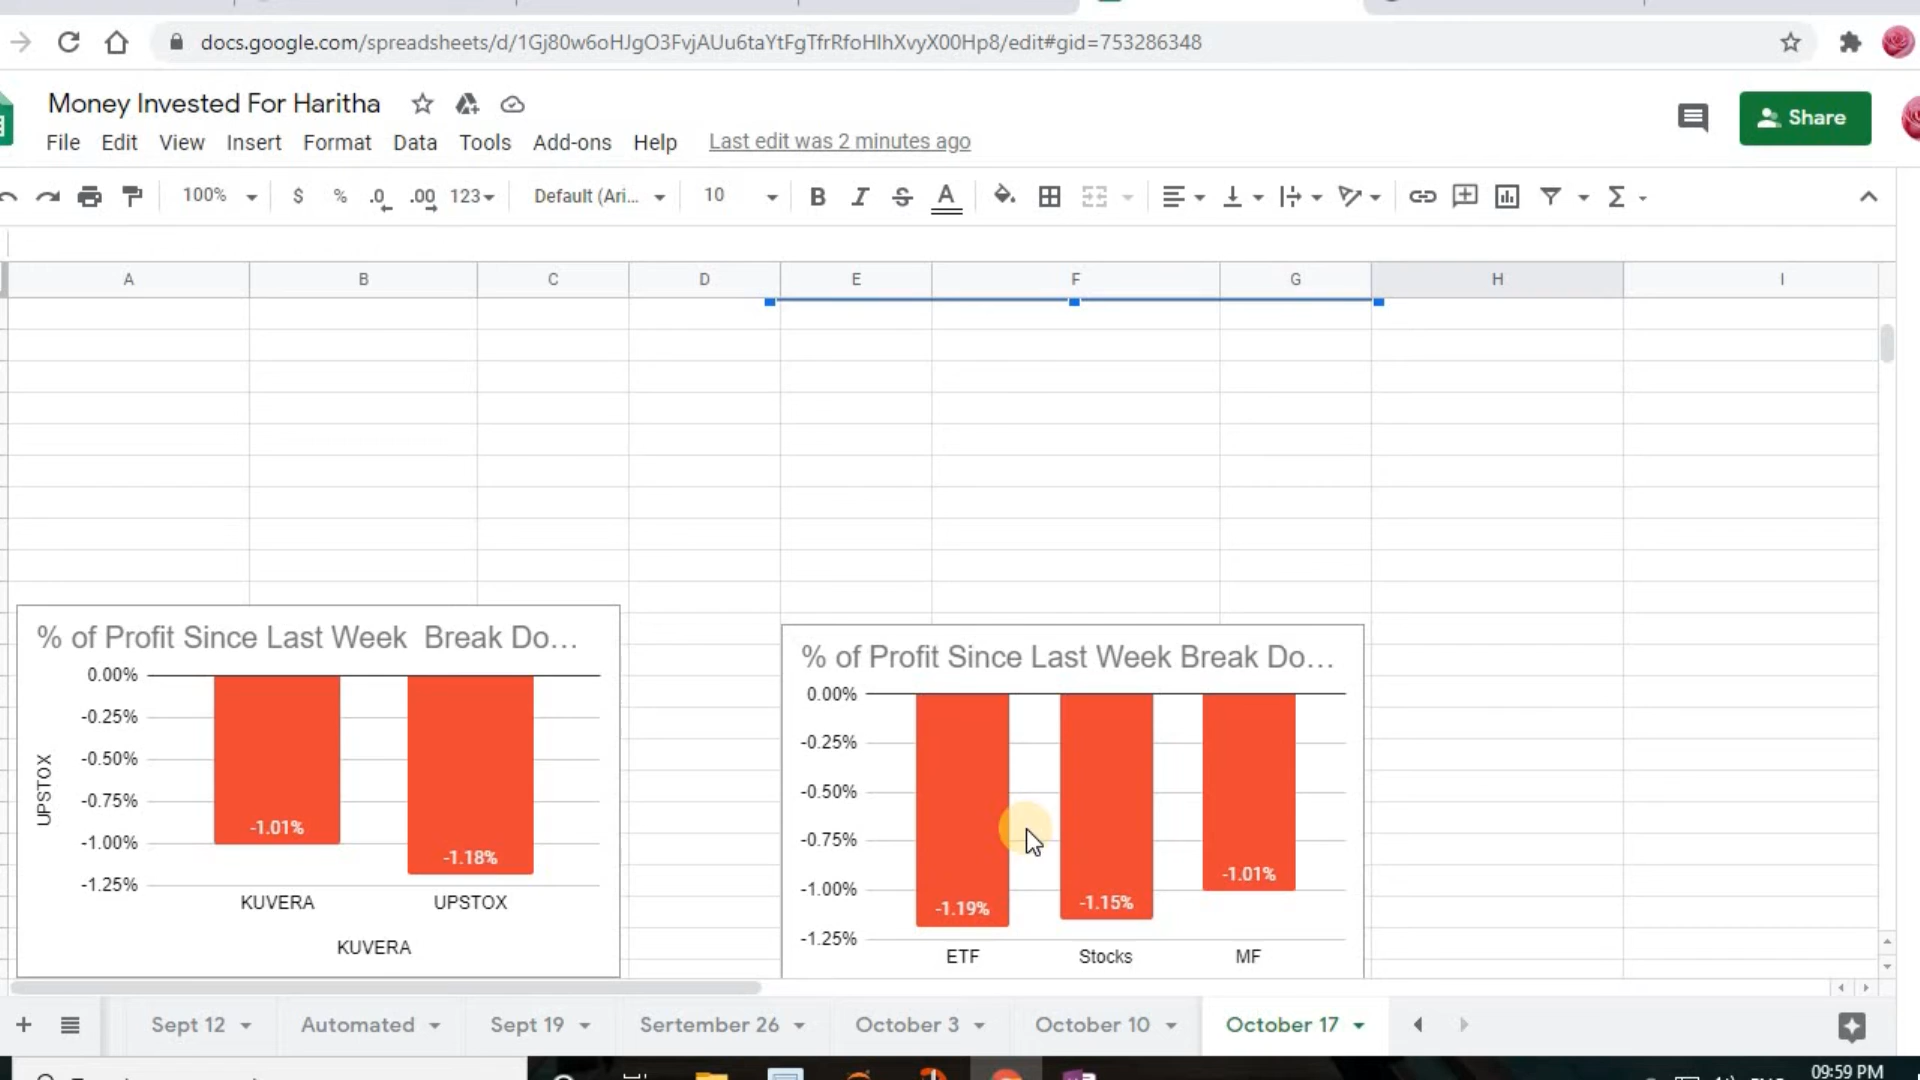 docs.google.com/spreadsheets/d/1Gj80w6oHJgO3FvjAUu6taYtFgTfrRfoHIhXvyX00Hp8/edit#gid=753286348
Money Invested For Haritha
Share
File Edit View Insert Format Data Tools Add-ons Help Last edit was 2 minutes ago
100% $ % .0 .00 123 Default (Ari... 10 B I S A
A B C D E F G H I
% of Profit Since Last Week Break Do...
0.00%
-0.25%
-0.50%
-0.75%
-1.00%
-1.25%
UPSTOX
-1.01%
-1.18%
KUVERA UPSTOX
KUVERA
% of Profit Since Last Week Break Do...
0.00%
-0.25%
-0.50%
-0.75%
-1.00%
-1.25%
-1.19%
-1.15%
-1.01%
ETF Stocks MF
Sept 12 Automated Sept 19 Sertember 26 October 3 October 10 October 17
09:59 PM